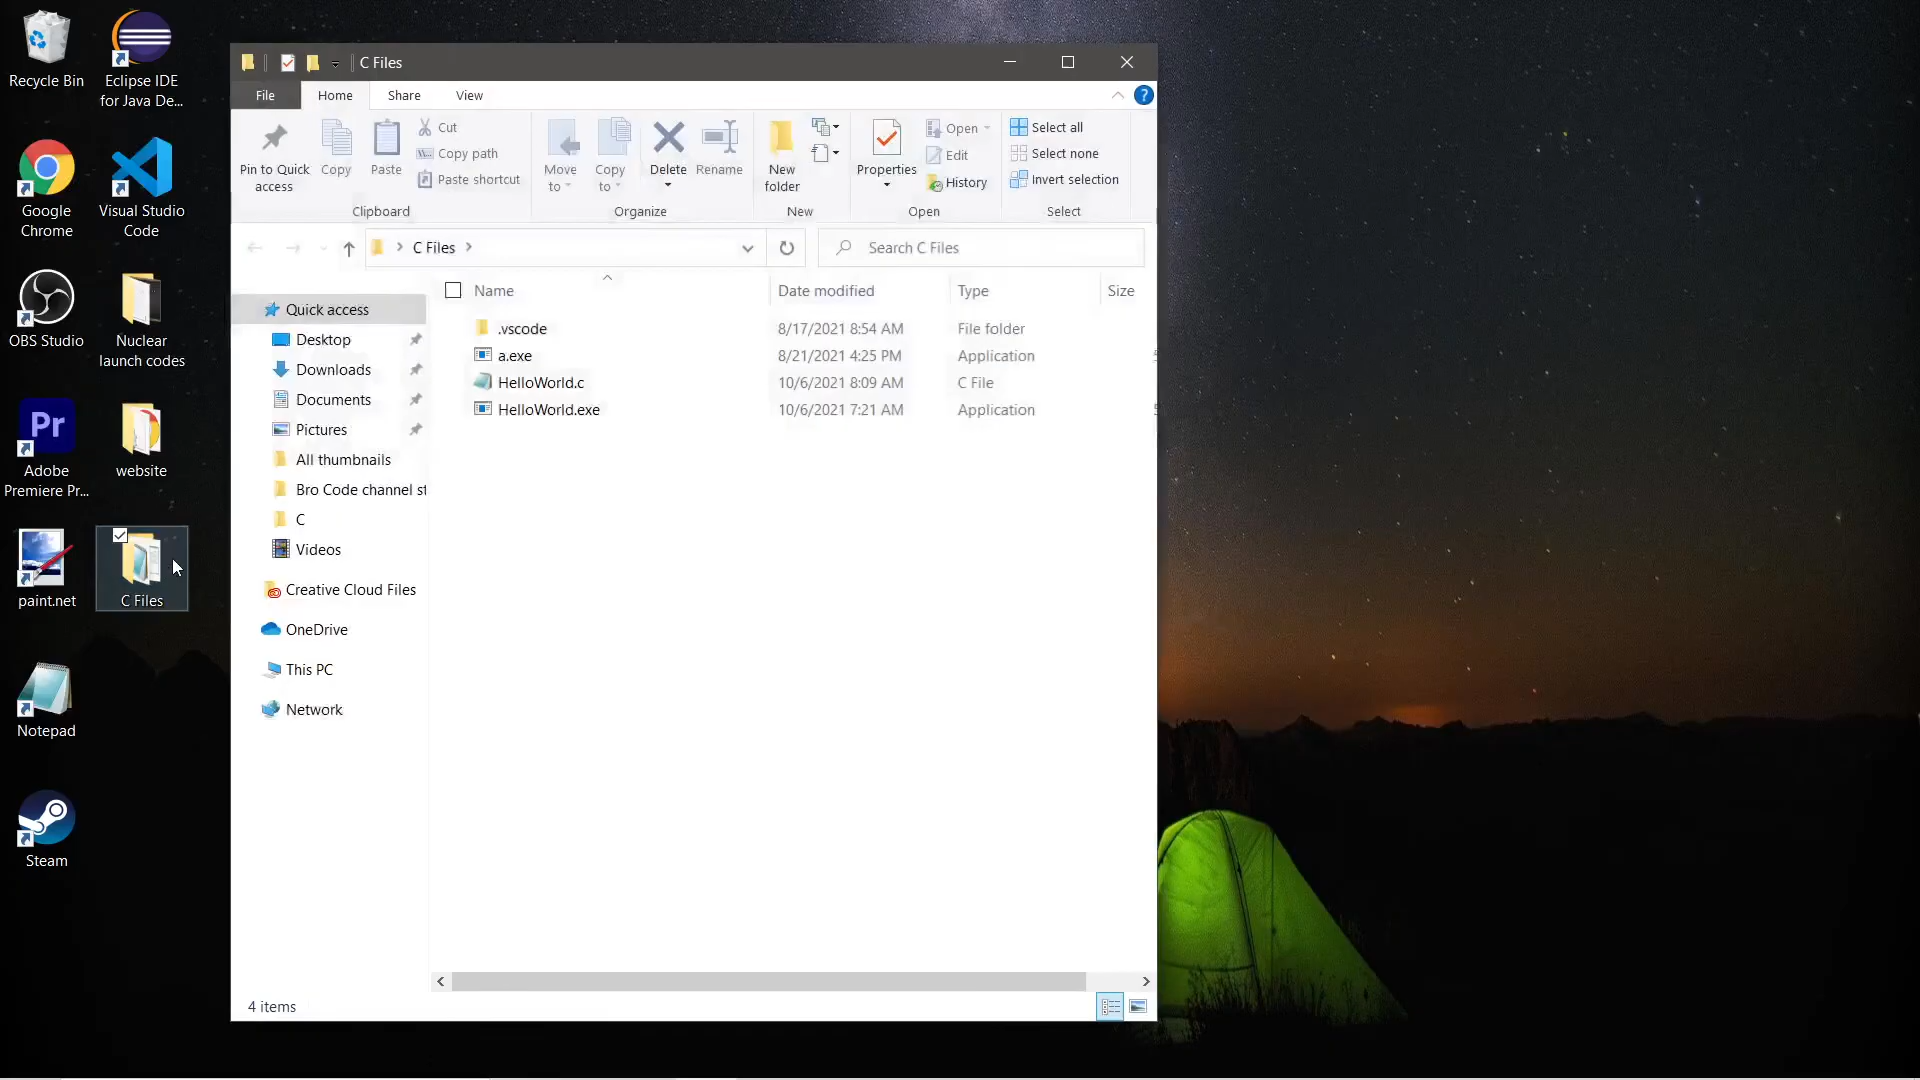 Recycle Bin
Eclipse IDE
for Java De...
Google
Chrome
Visual Studio
Code
OBS Studio
Nuclear
launch codes
Pr
Adobe
Premiere Pr...
website
paint.net
C Files
Notepad
Steam
C Files
File
Home
Share
View
?
Pin to Quick
access
Copy
Paste
Cut
Copy path
Paste shortcut
Clipboard
Move
to
Copy
to
Delete
Rename
Organize
New
folder
New
Properties
Open
Edit
History
Open
Select all
Select none
Invert selection
Select
C Files
Search C Files
Quick access
Desktop
Downloads
Documents
Pictures
All thumbnails
Bro Code channel st
C
Videos
Creative Cloud Files
OneDrive
This PC
Network
Name Date modified Type Size
.vscode 8/17/2021 8:54 AM File folder
a.exe 8/21/2021 4:25 PM Application
HelloWorld.c 10/6/2021 8:09 AM C File
HelloWorld.exe 10/6/2021 7:21 AM Application
4 items